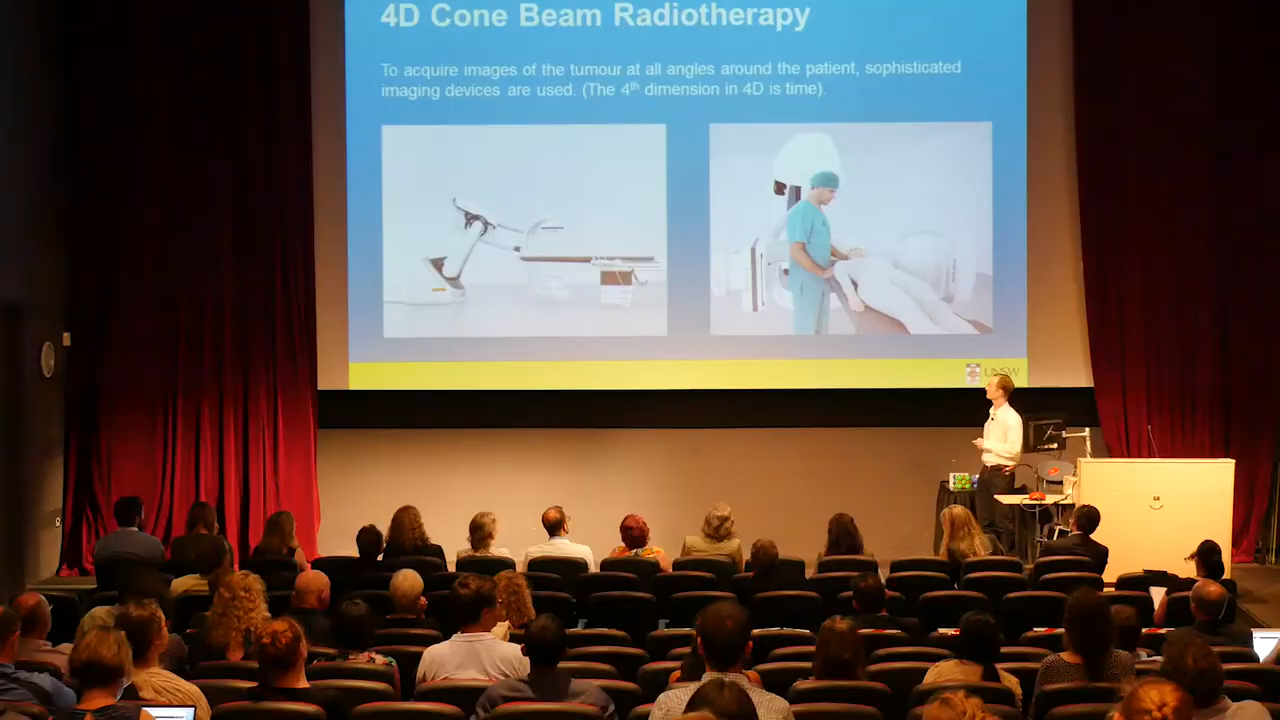 4D Cone Beam Radiotherapy
To acquire images of the tumour at all angles around the patient, sophisticated
imaging devices are used. (The 4th dimension in 4D is time).
UNSW